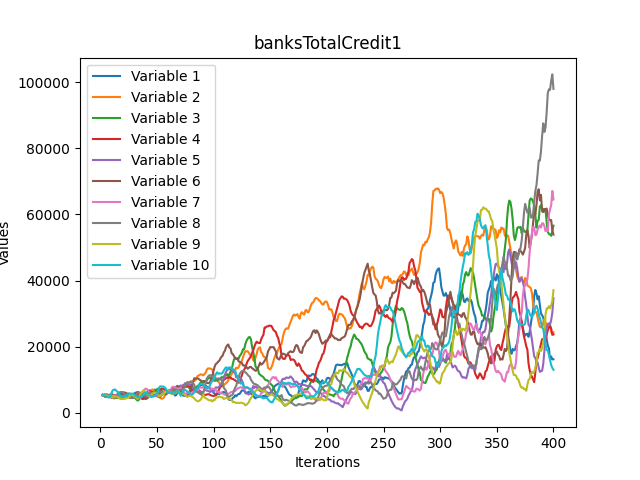 banksTotalCredit1
Variable 1
Variable 2
Variable 3
Variable 4
Variable 5
Variable 6
Variable 7
Variable 8
Variable 9
Variable 10
100000
80000
60000
40000
20000
0
Values
0 50 100 150 200 250 300 350 400
Iterations